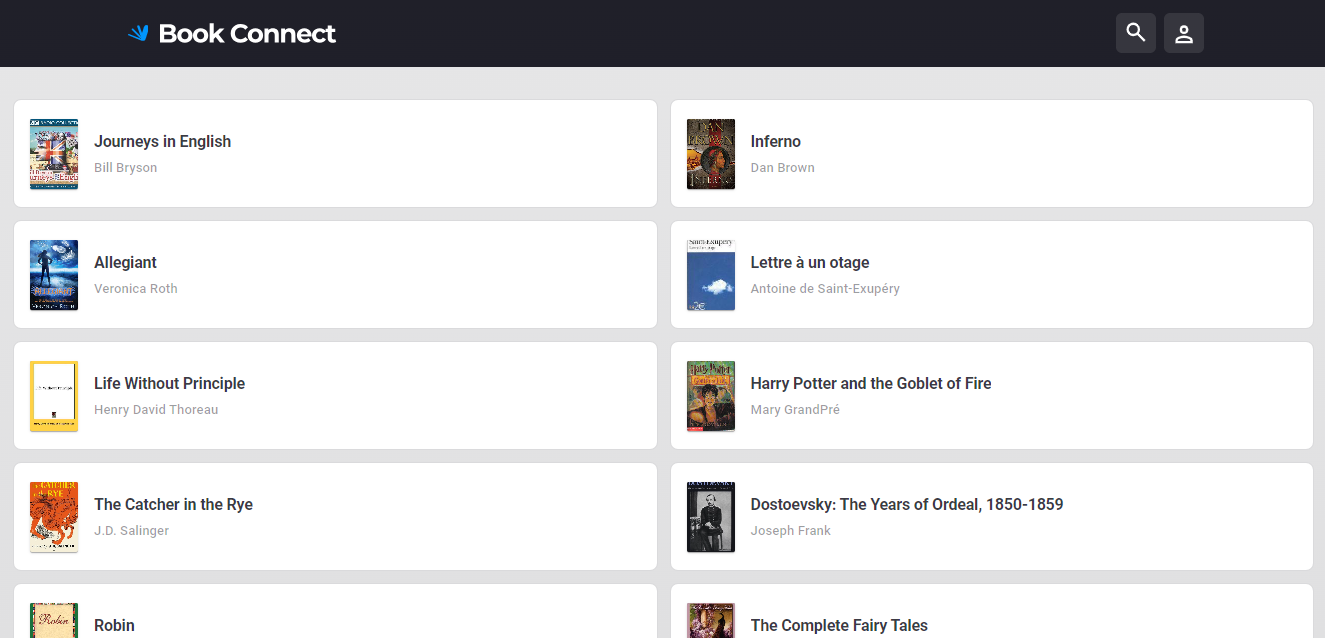 Book Connect
Journeys in English
Bill Bryson
Inferno
Dan Brown
Allegiant
Veronica Roth
Lettre à un otage
Antoine de Saint-Exupéry
Life Without Principle
Henry David Thoreau
Harry Potter and the Goblet of Fire
Mary GrandPré
The Catcher in the Rye
J.D. Salinger
Dostoevsky: The Years of Ordeal, 1850-1859
Joseph Frank
Robin
Robin
The Complete Fairy Tales